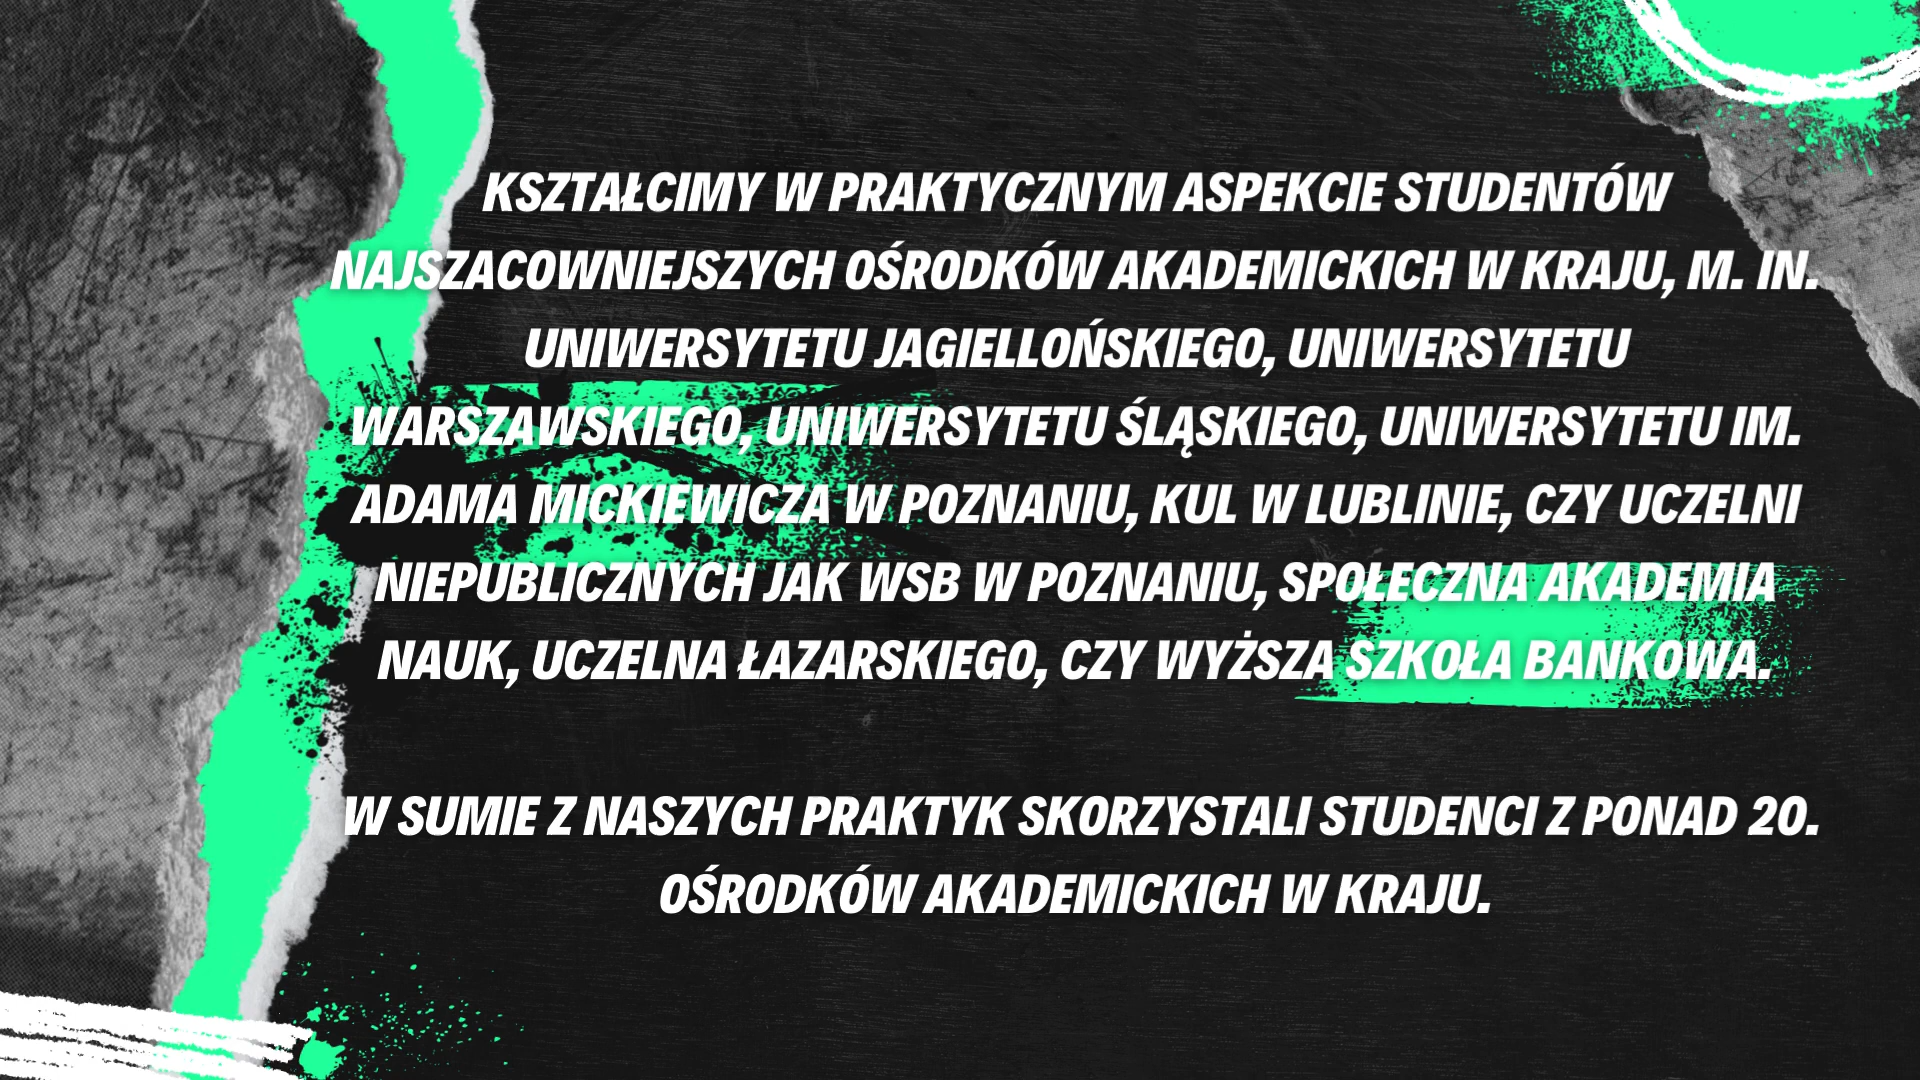 KSZTAŁCIMY W PRAKTYCZNYM ASPEKCIE STUDENTÓW
NAJSZACOWNIEJSZYCH OŚRODKÓW AKADEMICKICH W KRAJU, M. IN.
UNIWERSYTETU JAGIELLOŃSKIEGO, UNIWERSYTETU
WARSZAWSKIEGO, UNIWERSYTETU ŚLĄSKIEGO, UNIWERSYTETU IM.
ADAMA MICKIEWICZA W POZNANIU, KUL W LUBLINIE, CZY UCZELNI
NIEPUBLICZNYCH JAK WSB W POZNANIU, SPOŁECZNA AKADEMIA
NAUK, UCZELNA ŁAZARSKIEGO, CZY WYŻSZA SZKOŁA BANKOWA.
W SUMIE Z NASZYCH PRAKTYK SKORZYSTALI STUDENCI Z PONAD 20.
OŚRODKÓW AKADEMICKICH W KRAJU.